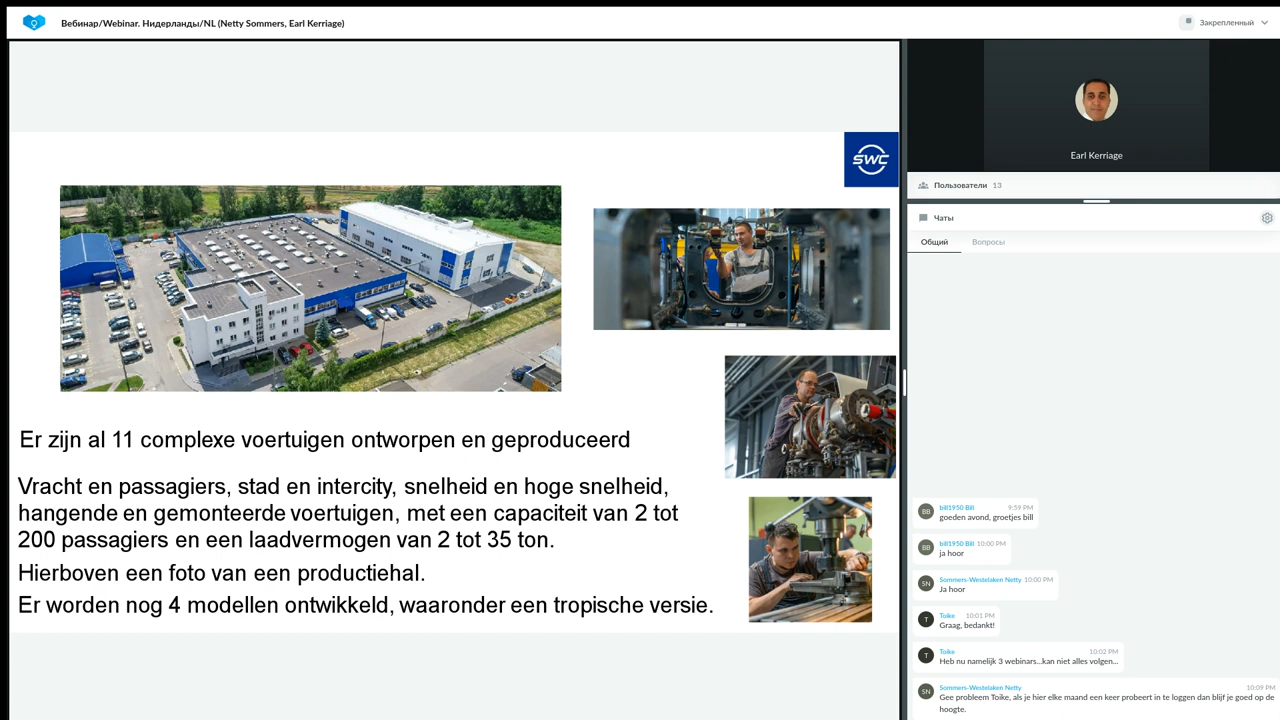 Вебинар/Webinar. Нидерланды/NL (Netty Sommers, Earl Kerriage)
Закрепленный
SWC
Er zijn al 11 complexe voertuigen ontworpen en geproduceerd
Vracht en passagiers, stad en intercity, snelheid en hoge snelheid,
hangende en gemonteerde voertuigen, met een capaciteit van 2 tot
200 passagiers en een laadvermogen van 2 tot 35 ton.
Hierboven een foto van een productiehal.
Er worden nog 4 modellen ontwikkeld, waaronder een tropische versie.
Earl Kerriage
Пользователи 13
Чаты
Общий Вопросы
BB bill1950 Bill 9:59 PM
goeden avond, groetjes bill
BB bill1950 Bill 10:00 PM
ja hoor
SN Sommers-Westelaken Netty 10:00 PM
Ja hoor
T Toike 10:01 PM
Graag, bedankt!
T Toike 10:02 PM
Heb nu namelijk 3 webinars...kan niet alles volgen...
SN Sommers-Westelaken Netty 10:09 PM
Gee probleem Toike, als je hier elke maand een keer probeert in te loggen dan blijf je goed op de
hoogte.